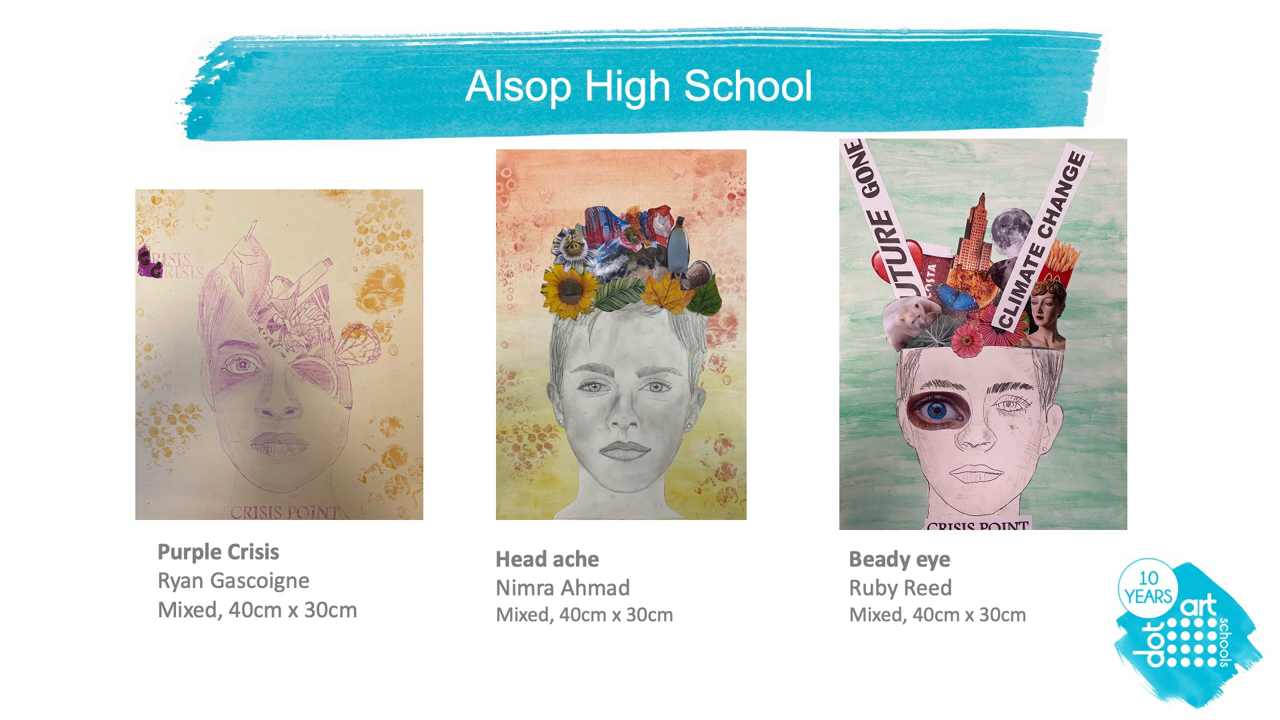 Alsop High School
CRISIS
CRISIS
CRISIS POINT
FUTURE GONE
CLIMATE CHANGE
COSTA
CRISIS POINT
Purple Crisis
Ryan Gascoigne
Mixed, 40cm x 30cm
Head ache
Nimra Ahmad
Mixed, 40cm x 30cm
Beady eye
Ruby Reed
Mixed, 40cm x 30cm
10
YEARS
dot art schools